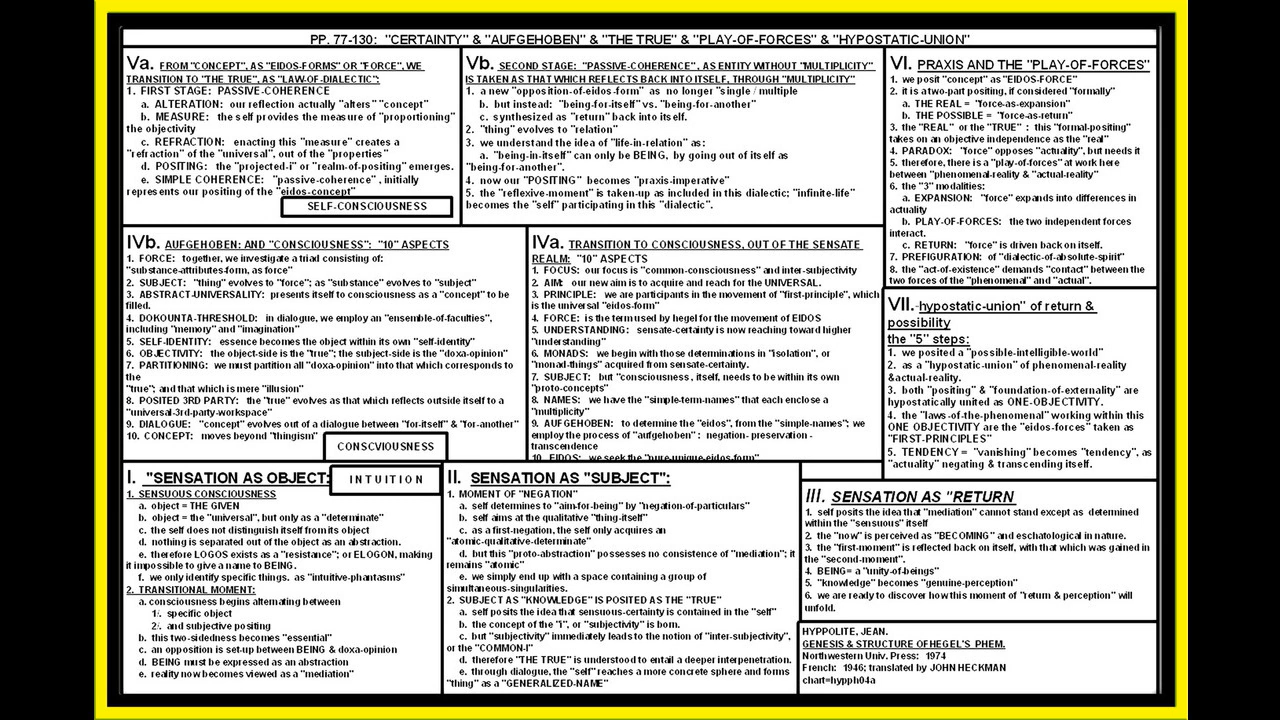 PP. 77-130: "CERTAINTY" & "AUFGEHOBEN" & "THE TRUE" & "PLAY-OF-FORCES" & "HYPOSTATIC-UNION"
Va. FROM "CONCEPT", AS "EIDOS-FORMS" OR "FORCE", WE
TRANSITION TO "THE TRUE", AS "LAW-OF-DIALECTIC":
1. FIRST STAGE: PASSIVE-COHERENCE
a. ALTERATION: our reflection actually "alters" "concept"
b. MEASURE: the self provides the measure of "proportioning"
the objectivity
c. REFRACTION: enacting this "measure" creates a
"refraction" of the "universal", out of the "properties"
d. POSITING: the "projected-i" or "realm-of-positing" emerges.
e. SIMPLE COHERENCE: "passive-coherence" , initially
represents our positing of the "eidos-concept"
SELF-CONSCIOUSNESS
Vb. SECOND STAGE: "PASSIVE-COHERENCE" , AS ENTITY WITHOUT "MULTIPLICITY"
IS TAKEN AS THAT WHICH REFLECTS BACK INTO ITSELF, THROUGH "MULTIPLICITY"
1. a new "opposition-of-eidos-form" as no longer "single / multiple
b. but instead: "being-for-itself" vs. "being-for-another"
c. synthesized as "return" back into itself.
2. "thing" evolves to "relation"
3. we understand the idea of "life-in-relation" as:
a. "being-in-itself" can only be BEING, by going out of itself as
"being-for-another".
4. now our "POSITING" becomes "praxis-imperative"
5. the "reflexive-moment" is taken-up as included in this dialectic; "infinite-life"
becomes the "self" participating in this "dialectic".
VI. PRAXIS AND THE "PLAY-OF-FORCES"
1. we posit "concept" as "EIDOS-FORCE"
2. it is a two-part positing, if considered "formally"
a. THE REAL = "force-as-expansion"
b. THE POSSIBLE = "force-as-return"
3. the "REAL" or the "TRUE" : this "formal-positing"
takes on an objective independence as the "real"
4. PARADOX: "force" opposes "actuality", but needs it
5. therefore, there is a "play-of-forces" at work here
between "phenomenal-reality & "actual-reality"
6. the "3" modalities:
a. EXPANSION: "force" expands into differences in
actuality
b. PLAY-OF-FORCES: the two independent forces
interact.
c. RETURN: "force" is driven back on itself.
7. PREFIGURATION: of "dialectic-of-absolute-spirit"
8. the "act-of-existence" demands "contact" between the
two forces of the "phenomenal" and "actual".
IVb. AUFGEHOBEN: AND "CONSCIOUSNESS": "10" ASPECTS
1. FORCE: together, we investigate a triad consisting of:
"substance-attributes-form, as force"
2. SUBJECT: "thing" evolves to "force"; as "substance" evolves to "subject"
3. ABSTRACT-UNIVERSALITY: presents itself to consciousness as a "concept" to be
filled.
4. DOKOUNTA-THRESHOLD: in dialogue, we employ an "ensemble-of-faculties",
including "memory" and "imagination"
5. SELF-IDENTITY: essence becomes the object within its own "self-identity"
6. OBJECTIVITY: the object-side is the "true"; the subject-side is the "doxa-opinion"
7. PARTITIONING: we must partition all "doxa-opinion" into that which corresponds to
the
"true"; and that which is mere "illusion"
8. POSITED 3RD PARTY: the "true" evolves as that which reflects outside itself to a
"universal-3rd-party-workspace"
9. DIALOGUE: "concept" evolves out of a dialogue between "for-itself" & "for-another"
10. CONCEPT: moves beyond "thingism"
CONSCVIOUSNESS
IVa. TRANSITION TO CONSCIOUSNESS, OUT OF THE SENSATE
REALM: "10" ASPECTS
1. FOCUS: our focus is "common-consciousness" and inter-subjectivity
2. AIM: our new aim is to acquire and reach for the UNIVERSAL.
3. PRINCIPLE: we are participants in the movement of "first-principle", which
is the universal "eidos-form"
4. FORCE: is the term used by hegel for the movement of EIDOS
5. UNDERSTANDING: sensate-certainty is now reaching toward higher
"understanding"
6. MONADS: we begin with those determinations in "isolation", or
"monad-things" acquired from sensate-certainty.
7. SUBJECT: but "consciousness , itself, needs to be within its own
"proto-concepts"
8. NAMES: we have the "simple-term-names" that each enclose a
"multiplicity"
9. AUFGEHOBEN: to determine the "eidos", from the "simple-names"; we
employ the process of "aufgehoben" : negation- preservation -
transcendence
10. EIDOS: we seek the "pure-unique-eidos-form"
VII. "hypostatic-union" of return &
possibility
the "5" steps:
1. we posited a "possible-intelligible-world"
2. as a "hypostatic-union" of phenomenal-reality
&actual-reality.
3. both "positing" & "foundation-of-externality" are
hypostatically united as ONE-OBJECTIVITY.
4. the "laws-of-the-phenomenal" working within this
ONE OBJECTIVITY are the "eidos-forces" taken as
"FIRST-PRINCIPLES"
5. TENDENCY = "vanishing" becomes "tendency", as
"actuality" negating & transcending itself.
I. "SENSATION AS OBJECT:
INTUITION
1. SENSUOUS CONSCIOUSNESS
a. object = THE GIVEN
b. object = the "universal", but only as a "determinate"
c. the self does not distinguish itself from its object
d. nothing is separated out of the object as an abstraction.
e. therefore LOGOS exists as a "resistance"; or ELOGON, making
it impossible to give a name to BEING.
f. we only identify specific things. as "intuitive-phantasms"
2. TRANSITIONAL MOMENT:
a. consciousness begins alternating between
1/. specific object
2/. and subjective positing
b. this two-sidedness becomes "essential"
c. an opposition is set-up between BEING & doxa-opinion
d. BEING must be expressed as an abstraction
e. reality now becomes viewed as a "mediation"
II. SENSATION AS "SUBJECT":
1. MOMENT OF "NEGATION"
a. self determines to "aim-for-being" by "negation-of-particulars"
b. self aims at the qualitative "thing-itself"
c. as a first-negation, the self only acquires an
"atomic-qualitative-determinate"
d. but this "proto-abstraction" possesses no consistence of "mediation"; it
remains "atomic"
e. we simply end up with a space containing a group of
simultaneous-singularities.
2. SUBJECT AS "KNOWLEDGE" IS POSITED AS THE "TRUE"
a. self posits the idea that sensuous-certainty is contained in the "self"
b. the concept of the "i", or "subjectivity" is born.
c. but "subjectivity" immediately leads to the notion of "inter-subjectivity",
or the "COMMON-I"
d. therefore "THE TRUE" is understood to entail a deeper interpenetration.
e. through dialogue, the "self" reaches a more concrete sphere and forms
"thing" as a "GENERALIZED-NAME"
III. SENSATION AS "RETURN
1. self posits the idea that "mediation" cannot stand except as determined
within the "sensuous" itself
2. the "now" is perceived as "BECOMING" and eschatological in nature.
3. the "first-moment" is reflected back on itself, with that which was gained in
the "second-moment".
4. BEING= a "unity-of-beings"
5. "knowledge" becomes "genuine-perception"
6. we are ready to discover how this moment of "return & perception" will
unfold.
HYPPOLITE, JEAN.
GENESIS & STRUCTURE OFHEGEL'S PHEM.
Northwestern Univ. Press: 1974
French: 1946; translated by JOHN HECKMAN
chart=hypph04a